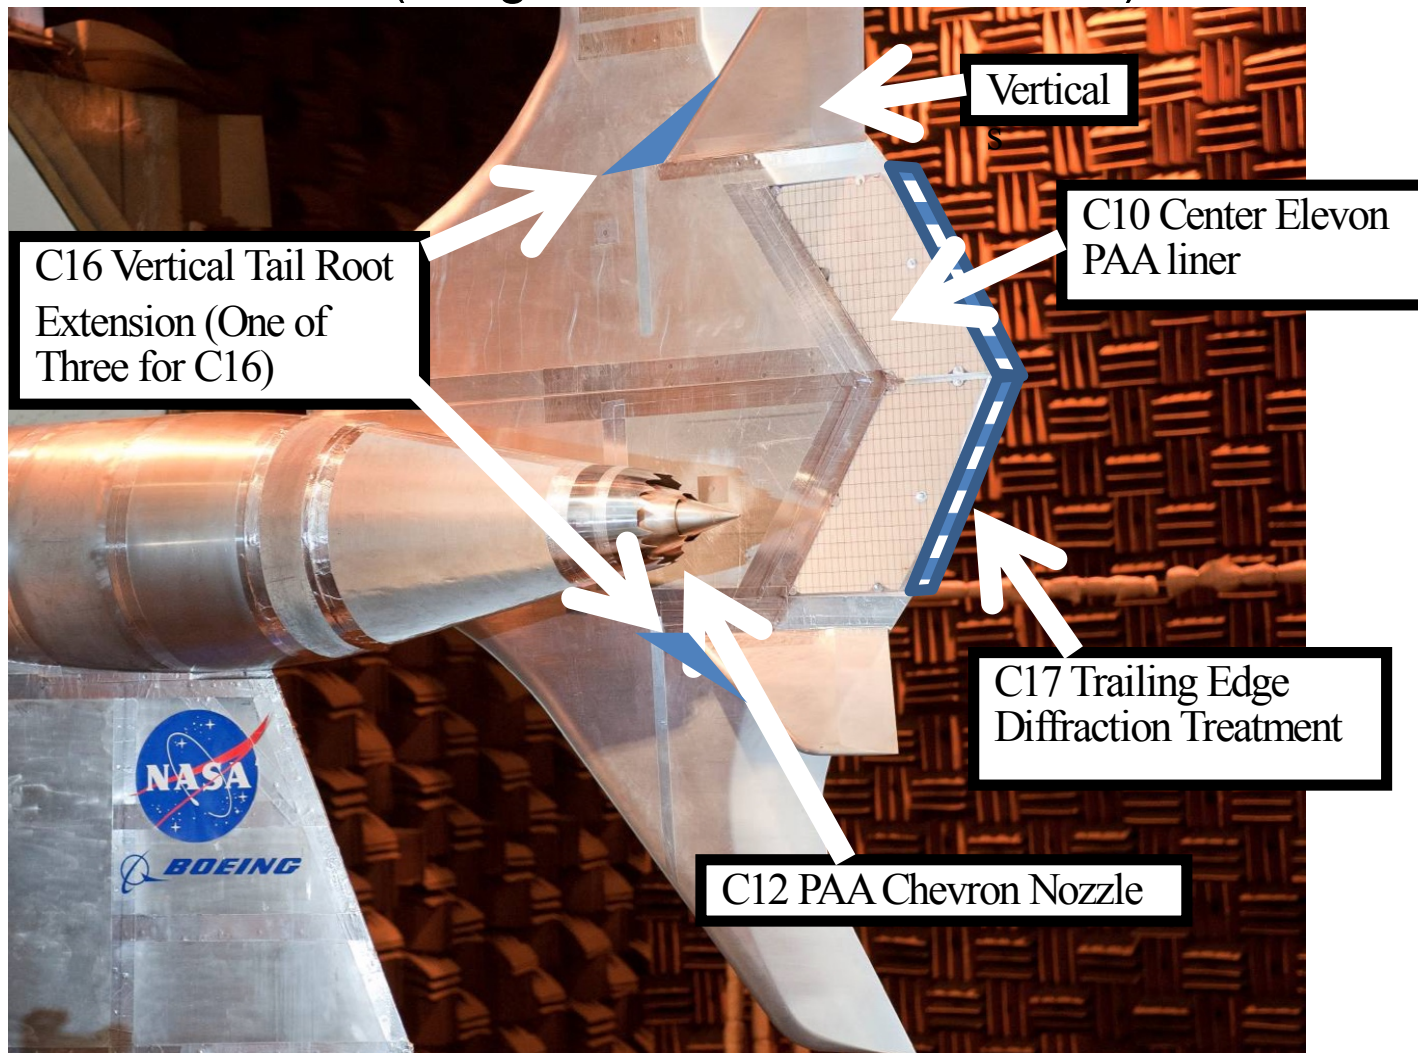 Vertical
s
C10 Center Elevon
PAA liner
C16 Vertical Tail Root
Extension (One of
Three for C16)
C17 Trailing Edge
Diffraction Treatment
NASA
BOEING
C12 PAA Chevron Nozzle